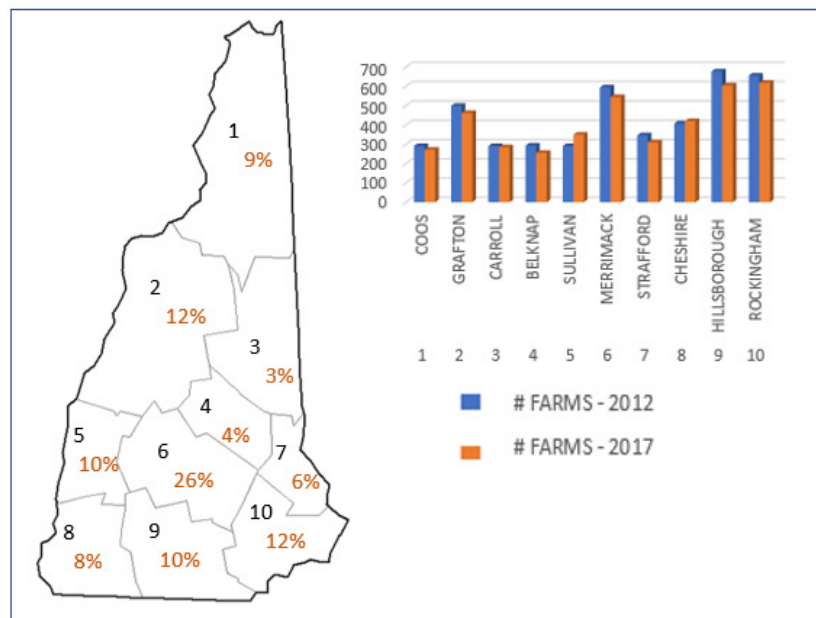 1
9%
2
12%
3
3%
4
4%
5
10%
6
26%
7
6%
8
8%
9
10%
10
12%
700
600
500
400
300
200
100
0
COOS
GRAFTON
CARROLL
BELKNAP
SULLIVAN
MERRIMACK
STRAFFORD
CHESHIRE
HILLSBOROUGH
ROCKINGHAM
1 2 3 4 5 6 7 8 9 10
# FARMS - 2012
# FARMS - 2017